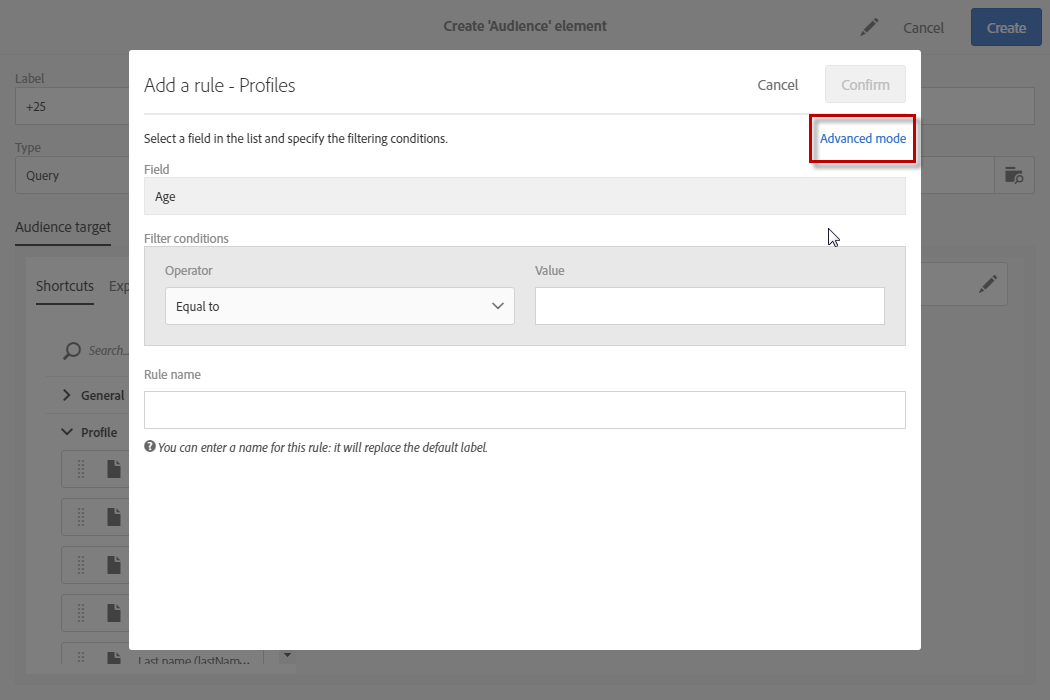 Create 'Audience' element
Cancel
Create
Label
+25
Type
Query
Audience target
Shortcuts
Exp
Search...
General
Profile
Last name (lastNam...
Add a rule - Profiles
Cancel
Confirm
Select a field in the list and specify the filtering conditions.
Advanced mode
Field
Age
Filter conditions
Operator
Value
Equal to
Rule name
You can enter a name for this rule: it will replace the default label.